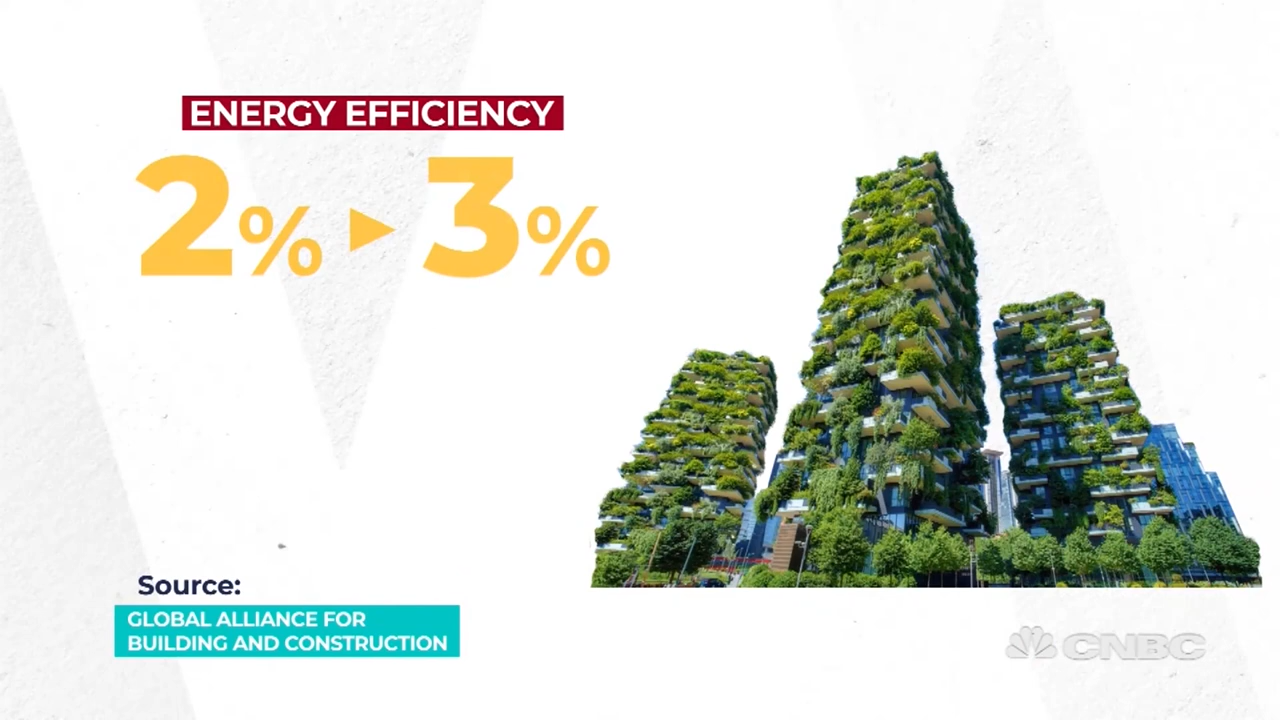 ENERGY EFFICIENCY
2% ▶ 3%
Source:
GLOBAL ALLIANCE FOR
BUILDING AND CONSTRUCTION
CNBC